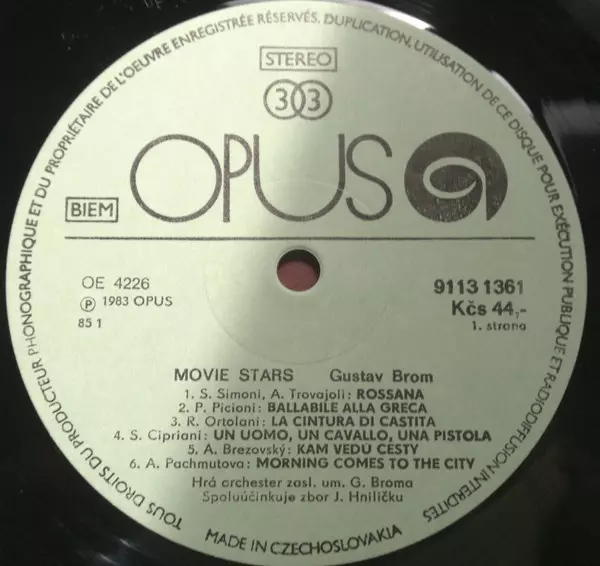 TOUS DROITS DU PRODUCTEUR PHONOGRAPHIQUE ET DU PROPRIÉTAIRE DE L'OEUVRE ENREGISTRÉE RÉSERVÉS. DUPLICATION, UTILISATION DE CE DISQUE POUR EXÉCUTION PUBLIQUE ET RADIODIFFUSION INTERDITES
STEREO
33
OPUS
BIEM
OE 4226
Ⓟ 1983 OPUS
85 1
9113 1361
Kčs 44,-
1. strana
MOVIE STARS Gustav Brom
1. S. Simoni, A. Trovajoli: ROSSANA
2. P. Picioni: BALLABILE ALLA GRECA
3. R. Ortolani: LA CINTURA DI CASTITA
4. S. Cipriani: UN UOMO, UN CAVALLO, UNA PISTOLA
5. A. Brezovský: KAM VEDÚ CESTY
6. A. Pachmutova: MORNING COMES TO THE CITY
Hrá orchester zasl. um. G. Broma
Spoluúčinkuje zbor J. Hniličku
MADE IN CZECHOSLOVAKIA